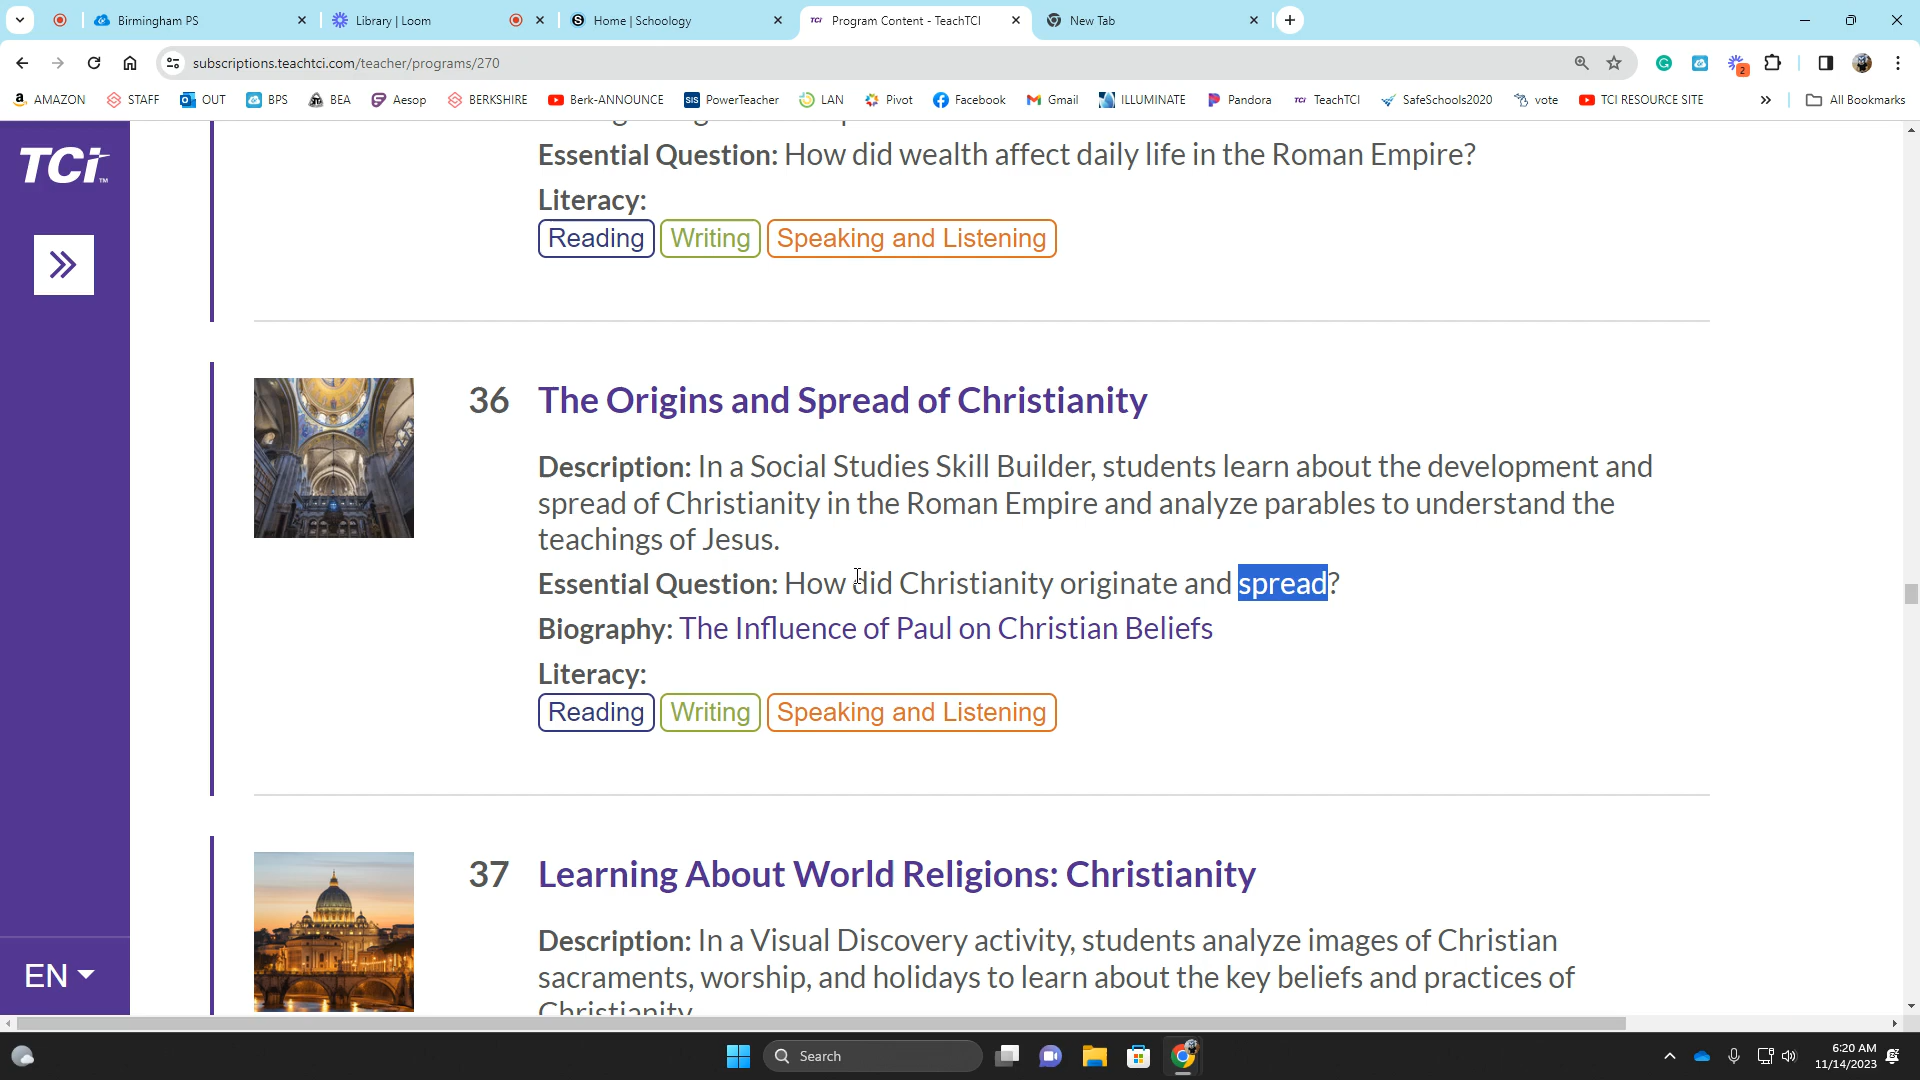 Birmingham PS
Library | Loom
Home | Schoology
TCi Program Content - TeachTCI
New Tab
subscriptions.teachtci.com/teacher/programs/270
2
AMAZON
STAFF
OUT
BPS
BEA
Aesop
BERKSHIRE
Berk-ANNOUNCE
SIS PowerTeacher
LAN
Pivot
Facebook
Gmail
ILLUMINATE
Pandora
TCi TeachTCI
SafeSchools2020
vote
TCI RESOURCE SITE
All Bookmarks
TCi™
Essential Question: How did wealth affect daily life in the Roman Empire?
Literacy:
Reading Writing Speaking and Listening
36 The Origins and Spread of Christianity
Description: In a Social Studies Skill Builder, students learn about the development and
spread of Christianity in the Roman Empire and analyze parables to understand the
teachings of Jesus.
Essential Question: How did Christianity originate and spread?
Biography: The Influence of Paul on Christian Beliefs
Literacy:
Reading Writing Speaking and Listening
37 Learning About World Religions: Christianity
Description: In a Visual Discovery activity, students analyze images of Christian
sacraments, worship, and holidays to learn about the key beliefs and practices of
Christianity.
EN
Search
6:20 AM
11/14/2023